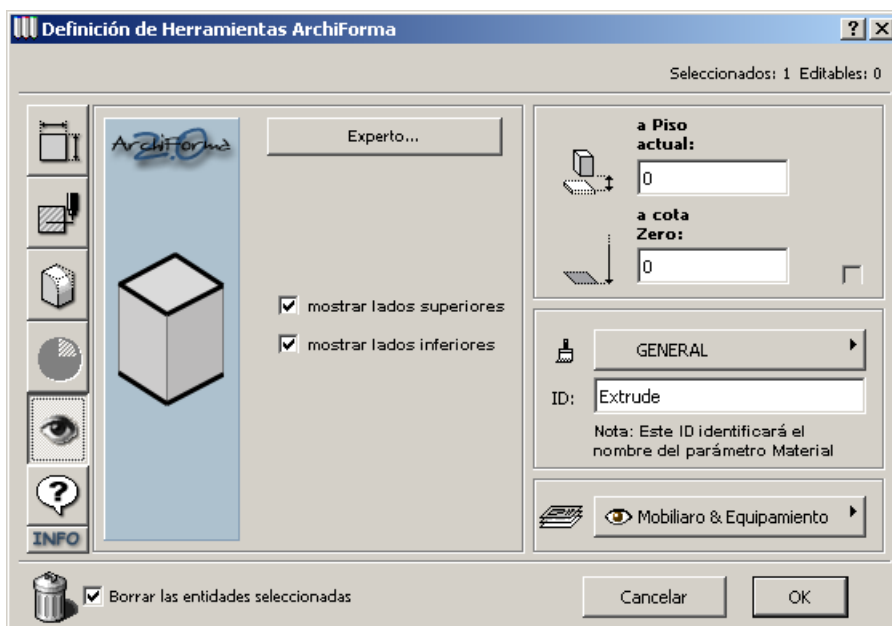 Definición de Herramientas ArchiForma
Seleccionados: 1 Editables: 0
ArchiForma
2.0
Experto...
mostrar lados superiores
mostrar lados inferiores
a Piso
actual:
0
a cota
Zero:
0
GENERAL
ID: Extrude
Nota: Este ID identificará el
nombre del parámetro Material
Mobiliaro & Equipamiento
INFO
Borrar las entidades seleccionadas
Cancelar
OK